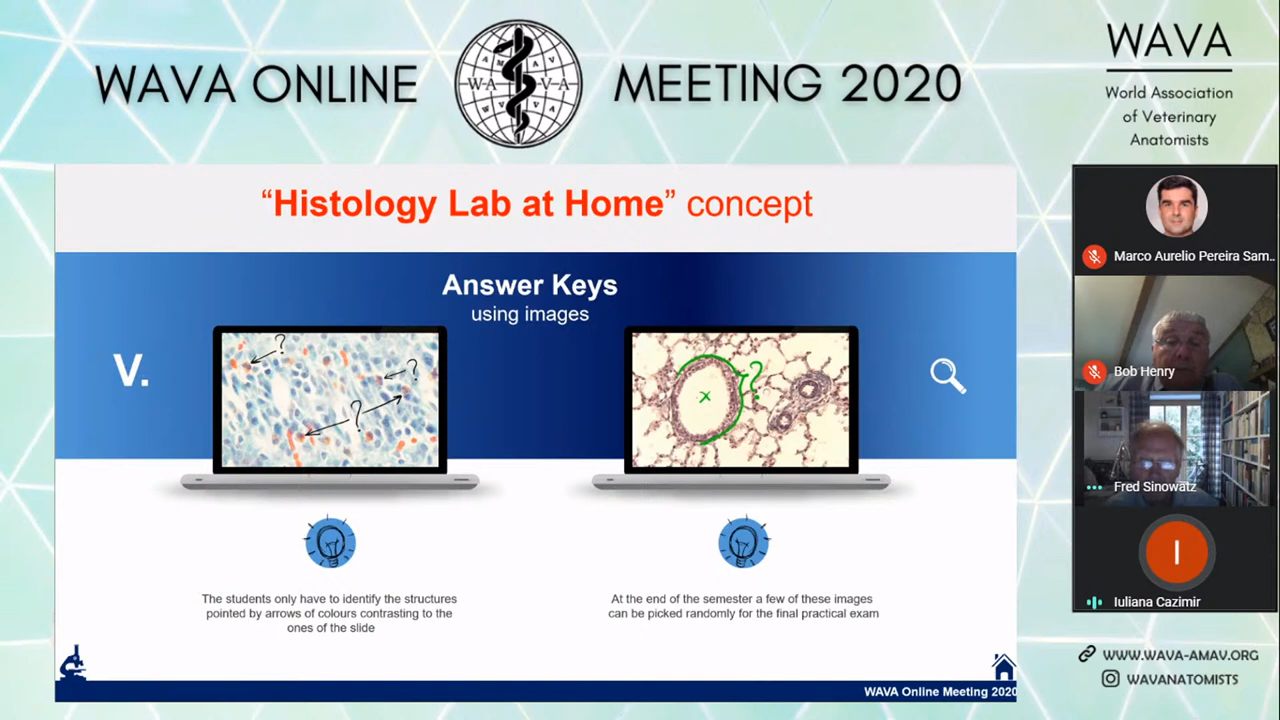 WAVA ONLINE
MEETING 2020
AMAV
WAVA
WAVA
World Association
of Veterinary
Anatomists
“Histology Lab at Home” concept
Answer Keys
using images
V.
?
?
?
x
?
The students only have to identify the structures
pointed by arrows of colours contrasting to the
ones of the slide
At the end of the semester a few of these images
can be picked randomly for the final practical exam
WAVA Online Meeting 2020
Marco Aurelio Pereira Sam...
Bob Henry
Fred Sinowatz
I
Iuliana Cazimir
WWW.WAVA-AMAV.ORG
WAVANATOMISTS